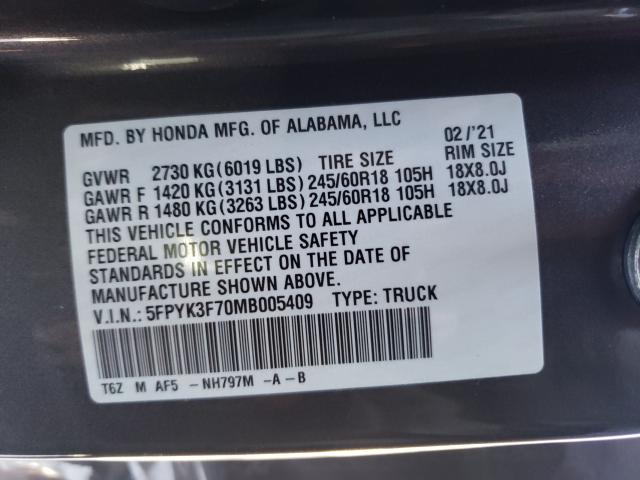 MFD. BY HONDA MFG. OF ALABAMA, LLC 02/'21
GVWR 2730 KG(6019 LBS) TIRE SIZE RIM SIZE
GAWR F 1420 KG(3131 LBS) 245/60R18 105H 18X8.0J
GAWR R 1480 KG(3263 LBS) 245/60R18 105H 18X8.0J
THIS VEHICLE CONFORMS TO ALL APPLICABLE
FEDERAL MOTOR VEHICLE SAFETY
STANDARDS IN EFFECT ON THE DATE OF
MANUFACTURE SHOWN ABOVE.
V.I.N.: 5FPYK3F70MB005409 TYPE: TRUCK
T6Z M AF5 -NH797M -A-B